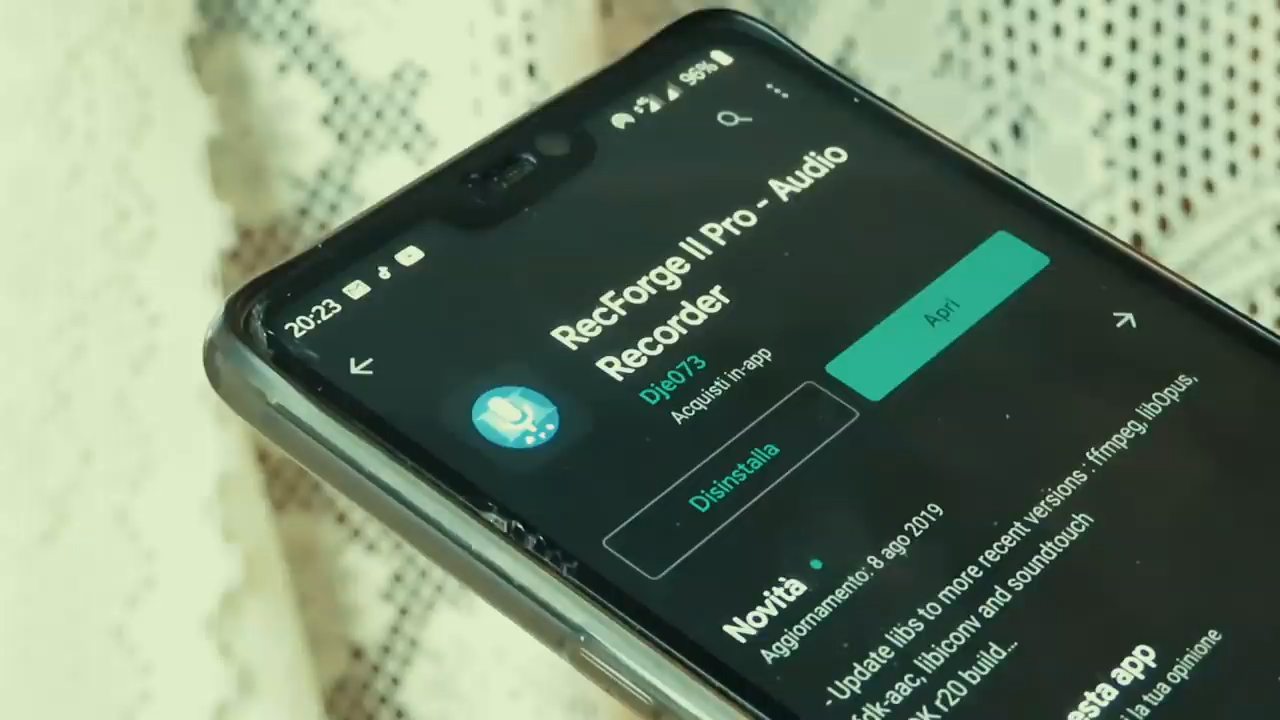 20:23
96%
RecForge II Pro - Audio
Recorder
Dje073
Acquisti in-app
Disinstalla
Apri
Novità
Aggiornamento: 8 ago 2019
- Update libs to more recent versions : ffmpeg, libOpus,
fdk-aac, libiconv and soundtouch
r20 build...
app
la tua opinione